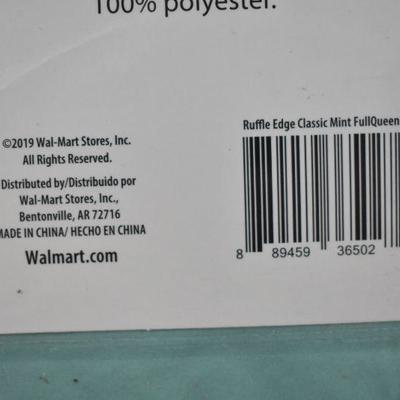 100% polyester.
©2019 Wal-Mart Stores, Inc.
All Rights Reserved.
Distributed by/Distribuido por
Wal-Mart Stores, Inc.,
Bentonville, AR 72716
MADE IN CHINA/ HECHO EN CHINA
Walmart.com
Ruffle Edge Classic Mint FullQueen
8 89459 36502